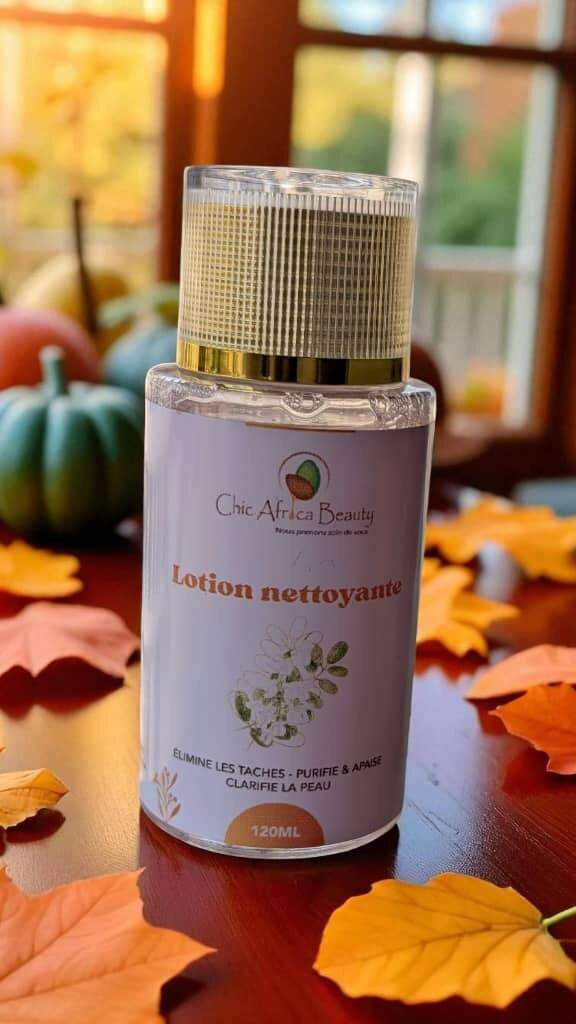 Chic Africa Beauty
Nous prenons soin de vous
Lotion nettoyante
ÉLIMINE LES TACHES - PURIFIE & APAISE
CLARIFIE LA PEAU
120ML